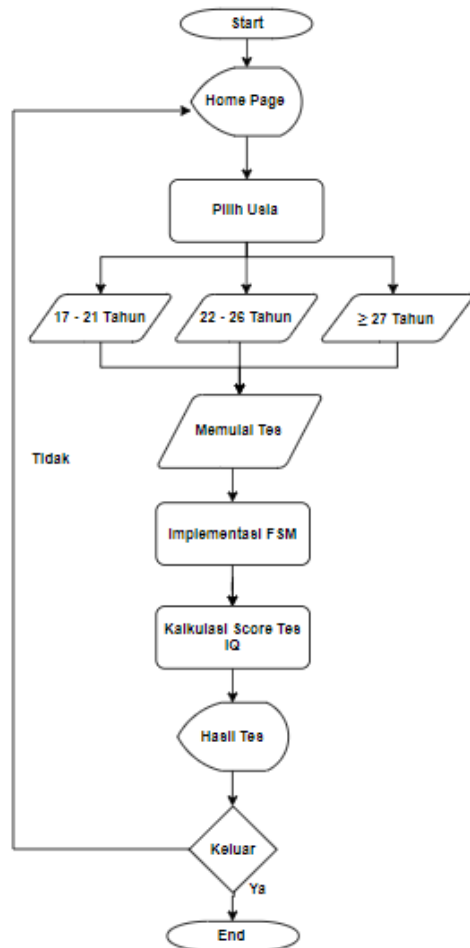 Start
Home Page
Pilih Usia
17 - 21 Tahun
22 - 26 Tahun
≥ 27 Tahun
Memulai Tes
Tidak
Implementasi FSM
Kalkulasi Score Tes
IQ
Hasil Tes
Keluar
Ya
End